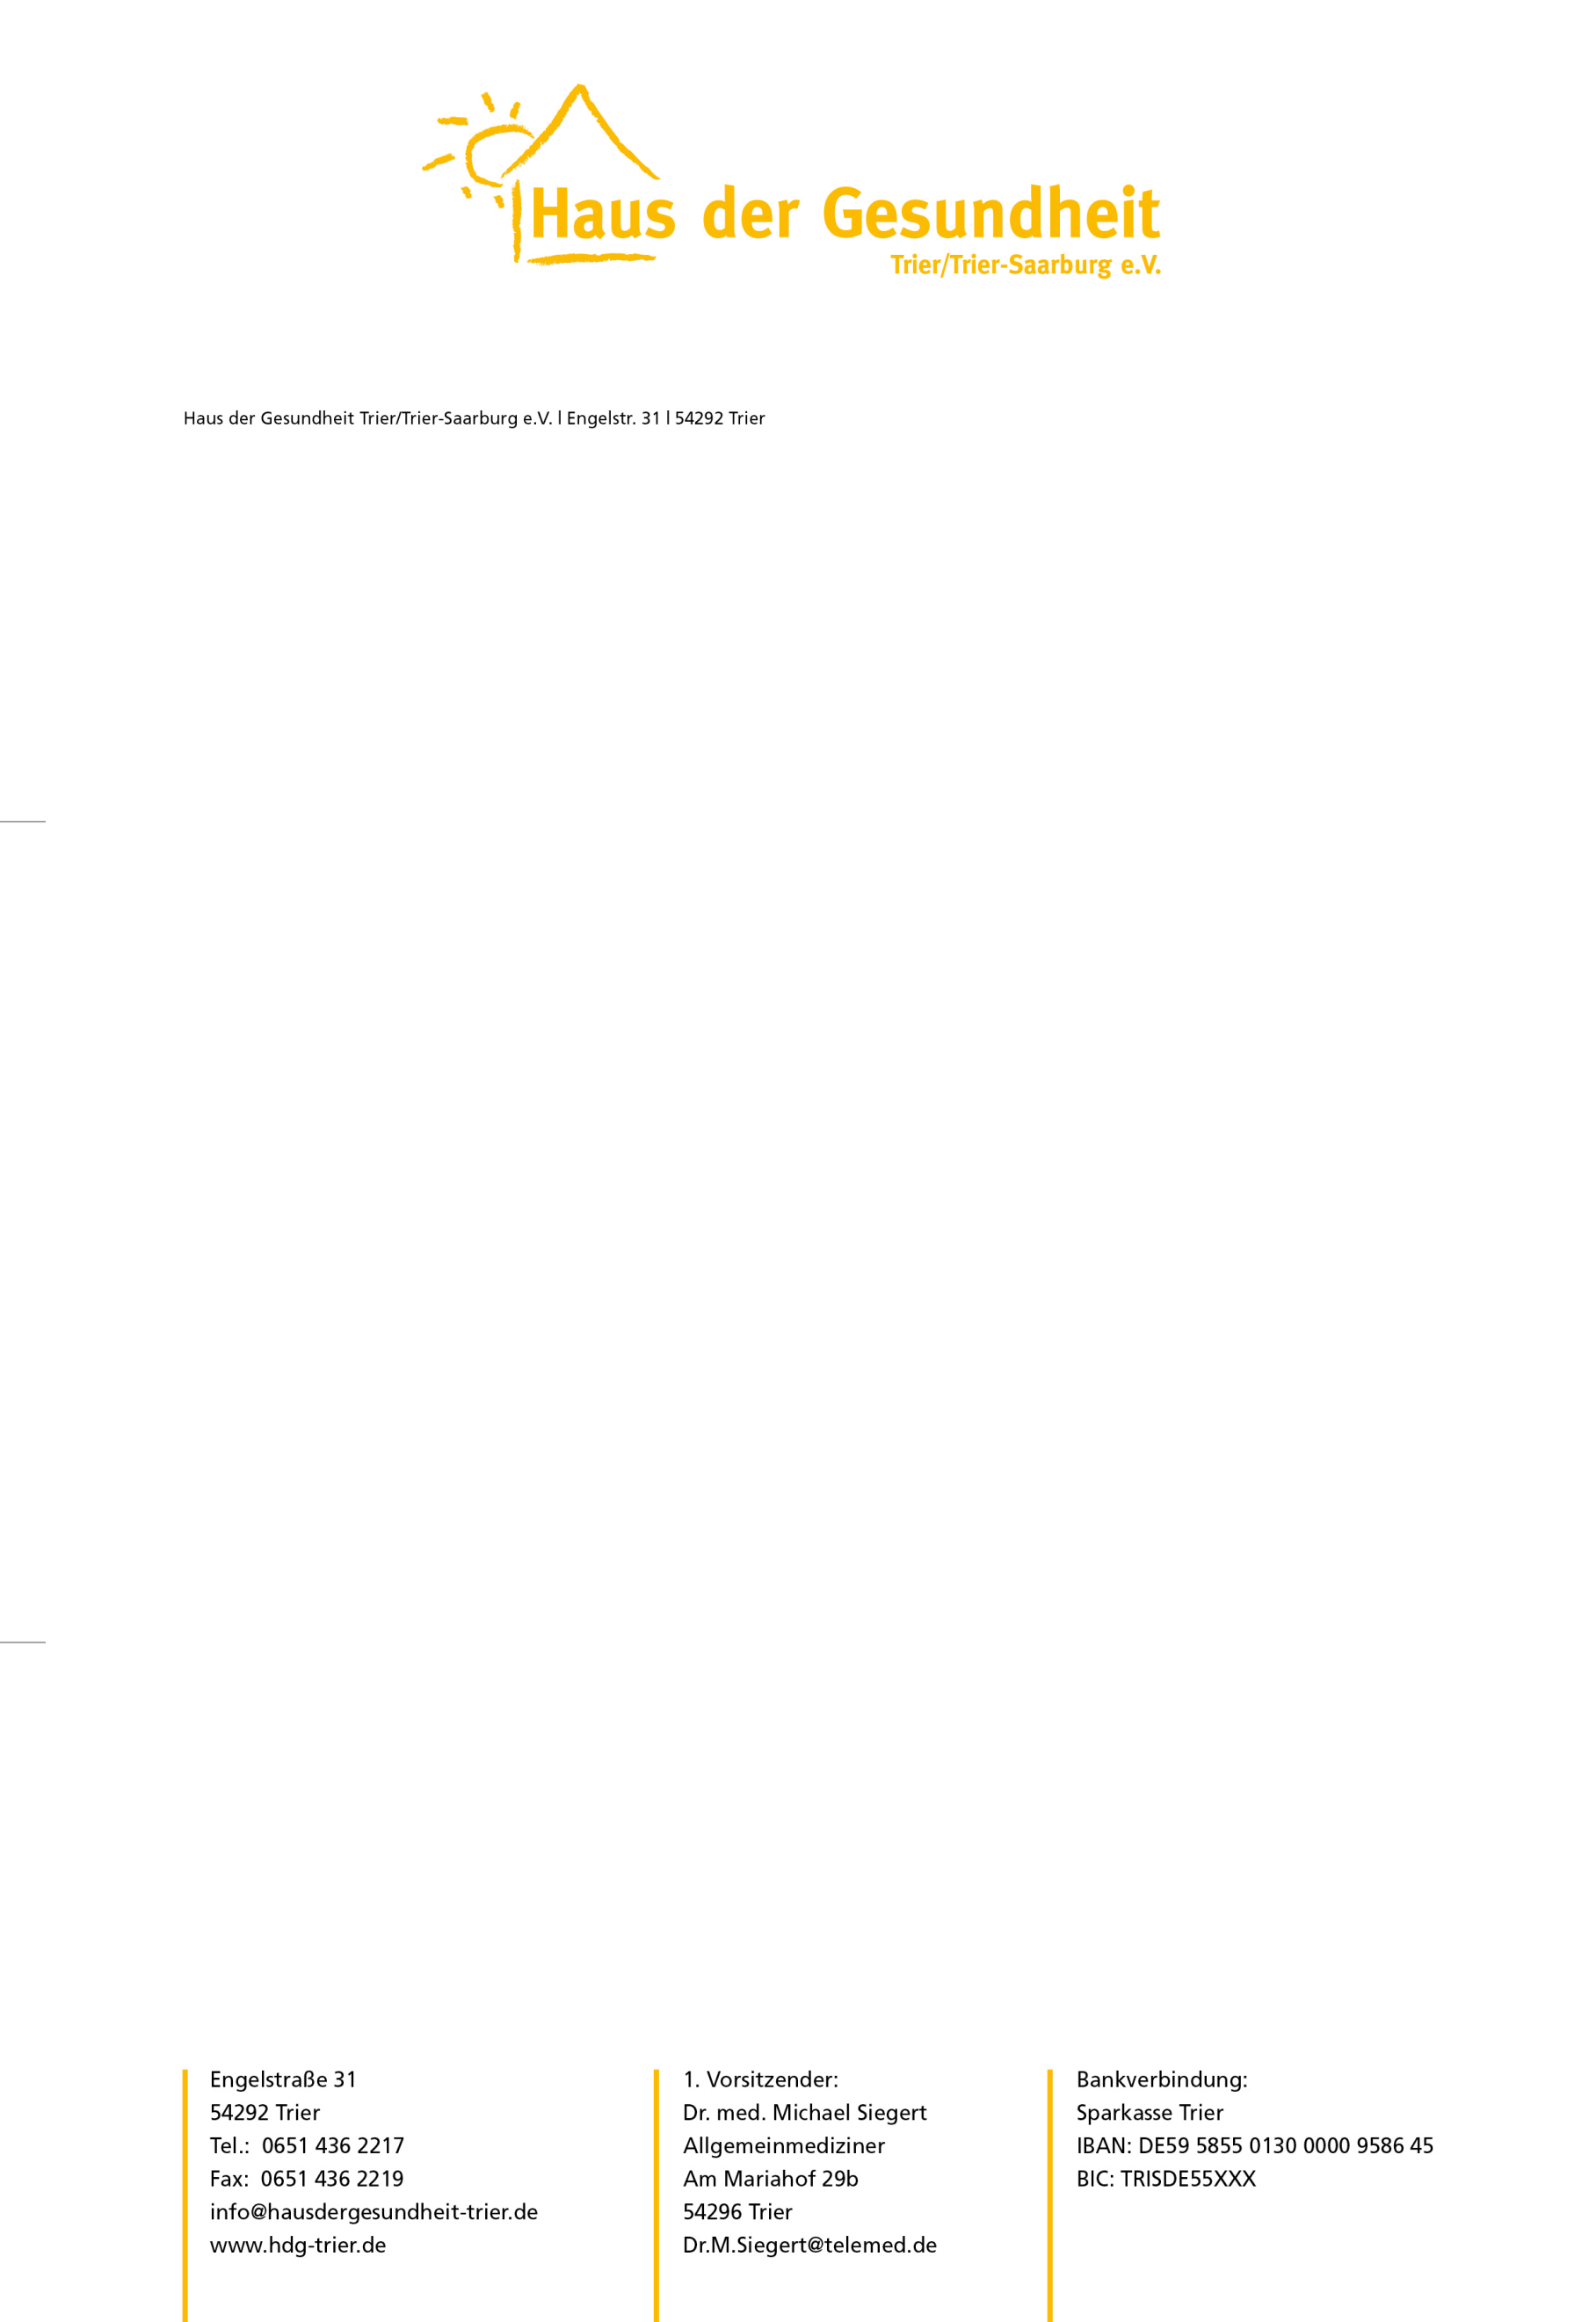 Haus der Gesundheit
Trier/Trier-Saarburg e.V.
Haus der Gesundheit Trier/Trier-Saarburg e.V. l Engelstr. 31 l 54292 Trier
Engelstraße 31
54292 Trier
Tel.: 0651 436 2217
Fax: 0651 436 2219
info@hausdergesundheit-trier.de
www.hdg-trier.de
1. Vorsitzender:
Dr. med. Michael Siegert
Allgemeinmediziner
Am Mariahof 29b
54296 Trier
Dr.M.Siegert@telemed.de
Bankverbindung:
Sparkasse Trier
IBAN: DE59 5855 0130 0000 9586 45
BIC: TRISDE55XXX